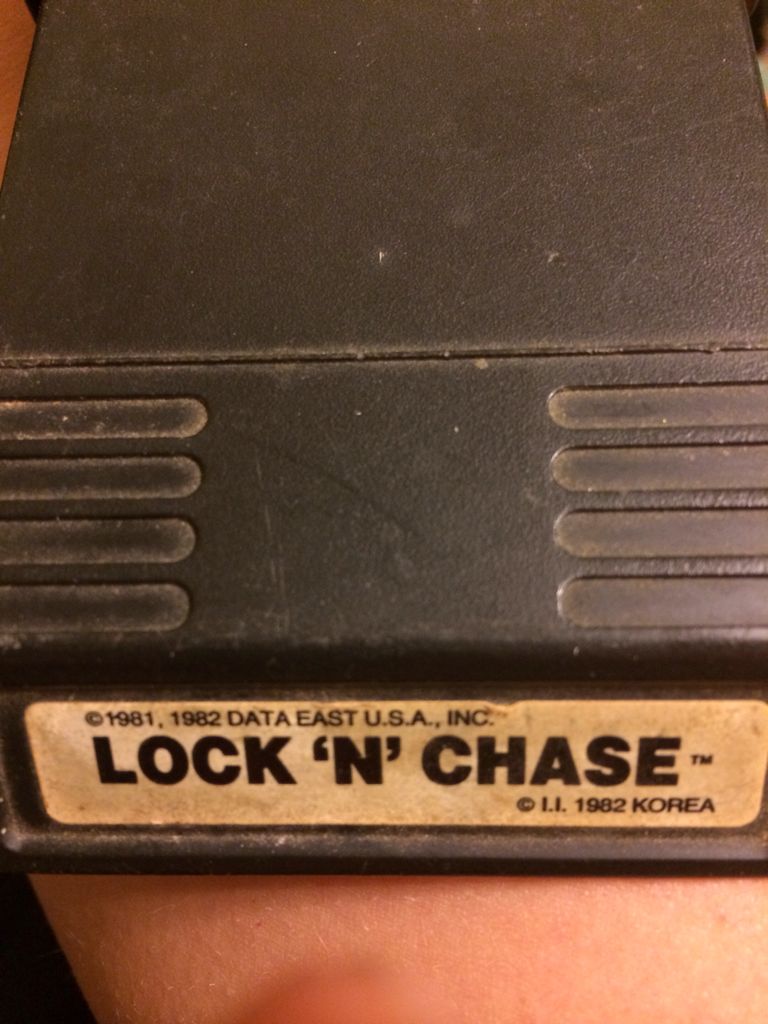 ©1981, 1982 DATA EAST U.S.A., INC.
LOCK 'N' CHASE™
© I.I. 1982 KOREA